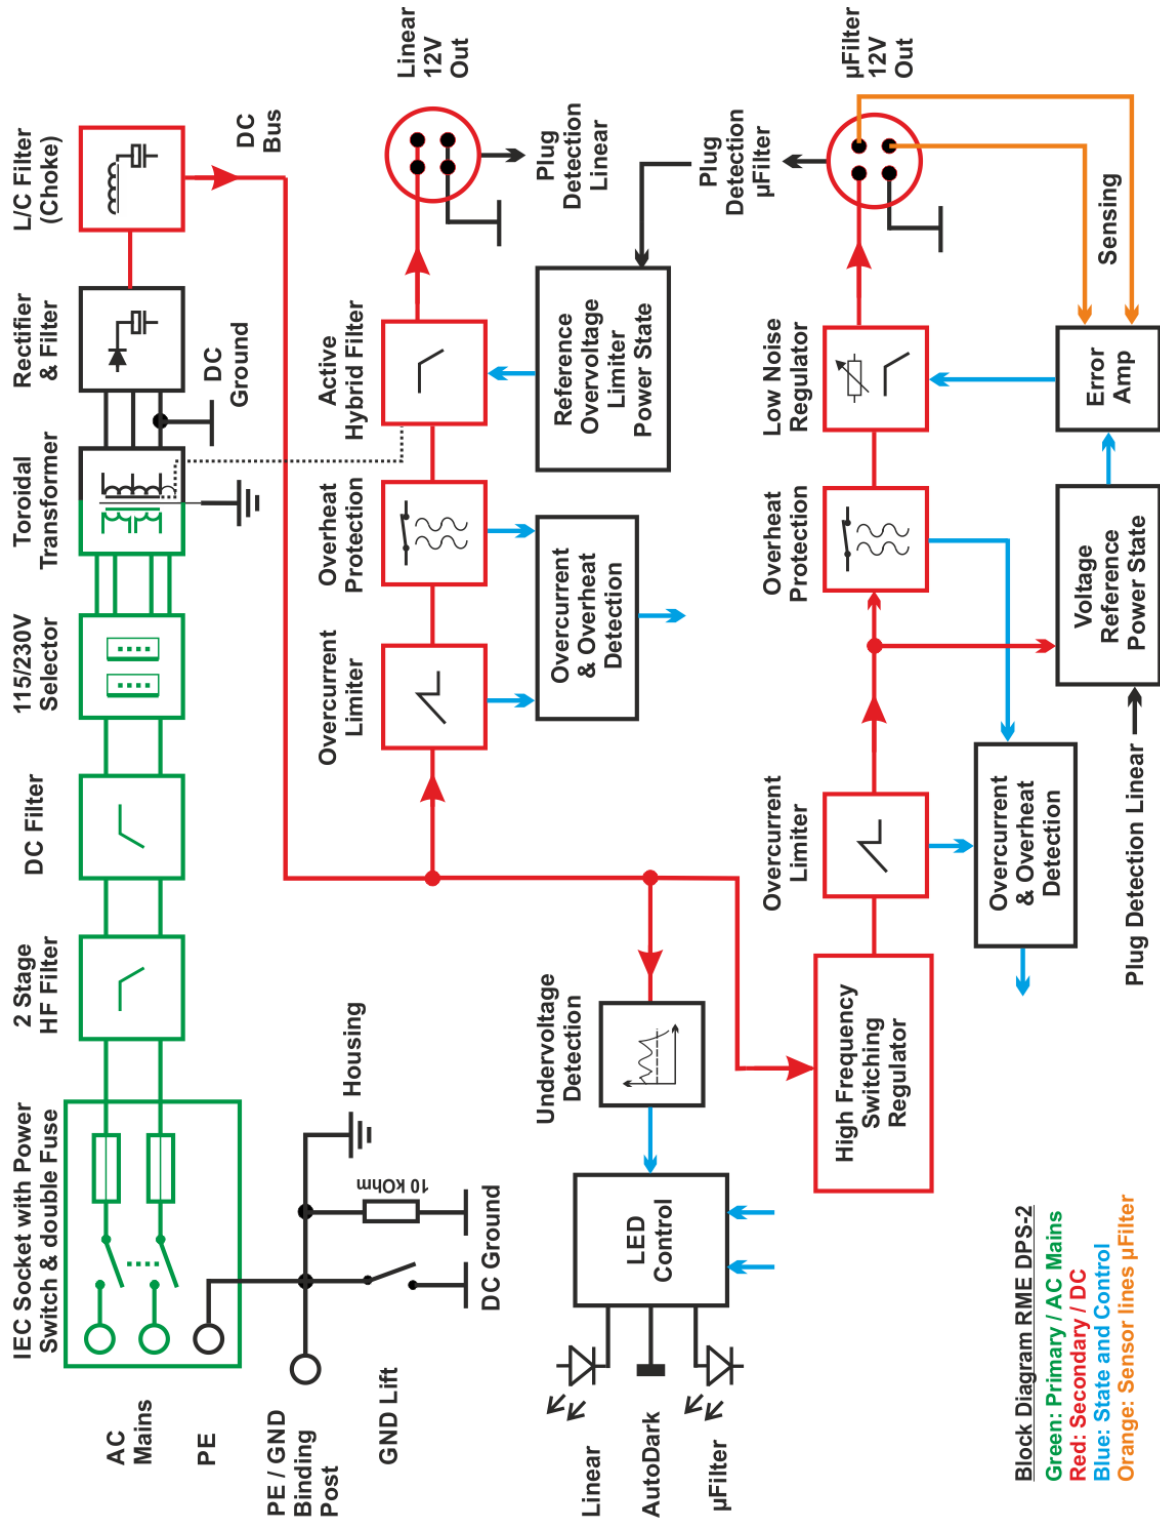 IEC Socket with Power
Switch & double Fuse
2 Stage
HF Filter
DC Filter
115/230V
Selector
Toroidal
Transformer
Rectifier
& Filter
L/C Filter
(Choke)
AC
Mains
PE
PE / GND
Binding
Post
GND Lift
Housing
10 kOhm
DC Ground
DC
Ground
DC
Bus
Overcurrent
Limiter
Overheat
Protection
Active
Hybrid Filter
Linear
12V
Out
Overcurrent
& Overheat
Detection
Reference
Overvoltage
Limiter
Power State
Plug
Detection
Linear
Undervoltage
Detection
LED
Control
Linear
AutoDark
µFilter
Plug
Detection
µFilter
High Frequency
Switching
Regulator
Overcurrent
Limiter
Overheat
Protection
Low Noise
Regulator
µFilter
12V
Out
Overcurrent
& Overheat
Detection
Voltage
Reference
Power State
Error
Amp
Sensing
Plug Detection Linear
Block Diagram RME DPS-2
Green: Primary / AC Mains
Red: Secondary / DC
Blue: State and Control
Orange: Sensor lines µFilter